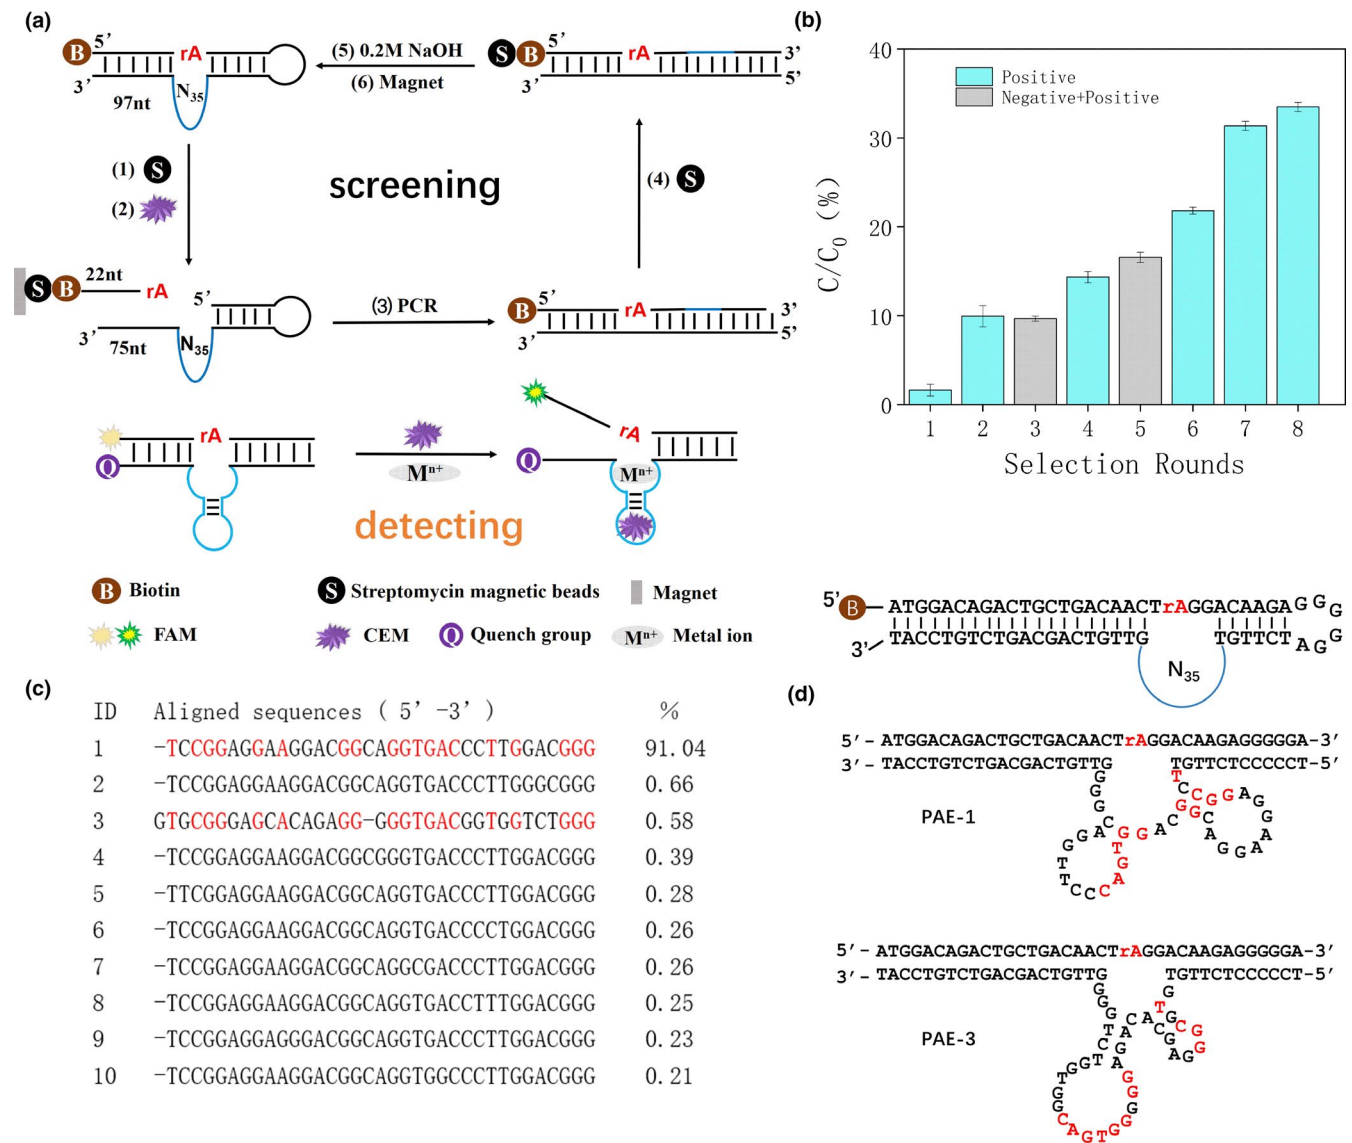 (a)
B 5' rA
3' 97nt N35
(5) 0.2M NaOH
(6) Magnet
S B 5' rA 3'
3' 5'
(1) S
(2)
screening
(4) S
S B 22nt rA 5'
3' 75nt N35
(3) PCR
B 5' rA 3'
3' 5'
rA
Q
Mn+
rA
Q Mn+
detecting
B Biotin
S Streptomycin magnetic beads
Magnet
FAM
CEM
Q Quench group
Mn+ Metal ion
(b)
40
30
20
10
0
C/C0 (%)
Positive
Negative+Positive
1 2 3 4 5 6 7 8
Selection Rounds
5' B ATGGACAGACTGCTGACAACTrAGGACAAGAGGG
3' TACCTGTCTGACGACTGTTG TGTTCTAGG
N35
(c)
ID Aligned sequences ( 5' -3' ) %
1 -TCCGGAGGAAGGACGGCAGGTGACCCTTGGACGGG 91.04
2 -TCCGGAGGAAGGACGGCAGGTGACCCTTGGGCGGG 0.66
3 GTGCGGGAGCACAGAGG-GGGTGACGGTGGTCTGGG 0.58
4 -TCCGGAGGAAGGACGGCGGGTGACCCTTGGACGGG 0.39
5 -TTCGGAGGAAGGACGGCAGGTGACCCTTGGACGGG 0.28
6 -TCCGGAGGAAGGACGGCAGGTGACCCCTGGACGGG 0.26
7 -TCCGGAGGAAGGACGGCAGGCGACCCTTGGACGGG 0.26
8 -TCCGGAGGAAGGACGGCAGGTGACCTTTGGACGGG 0.25
9 -TCCGGAGGGACGGCAGGTGACCCTTGGACGGG 0.23
10 -TCCGGAGGAAGGACGGCAGGTGGCCCTTGGACGGG 0.21
(d)
5'- ATGGACAGACTGCTGACAACTrAGGACAAGAGGGGGA-3'
3'- TACCTGTCTGACGACTGTTG TGTTCTCCCCCT-5'
GGGCAGGTTCCCAGTGGACGGCAGGAAGGAGGCCT
PAE-1
5'- ATGGACAGACTGCTGACAACTrAGGACAAGAGGGGGA-3'
3'- TACCTGTCTGACGACTGTTG TGTTCTCCCCCT-5'
GGGTCTGGTGGCAGTGGGGGAGACACGAGGGCGTG
PAE-3